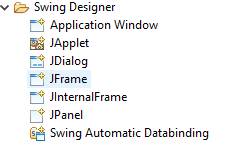 Swing Designer
Application Window
JApplet
JDialog
JFrame
JInternalFrame
JPanel
Swing Automatic Databinding